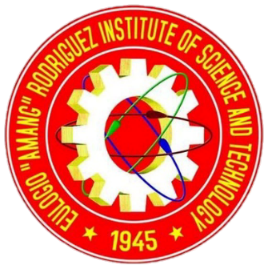 EULOGIO "AMANG" RODRIGUEZ INSTITUTE OF SCIENCE AND TECHNOLOGY
1945